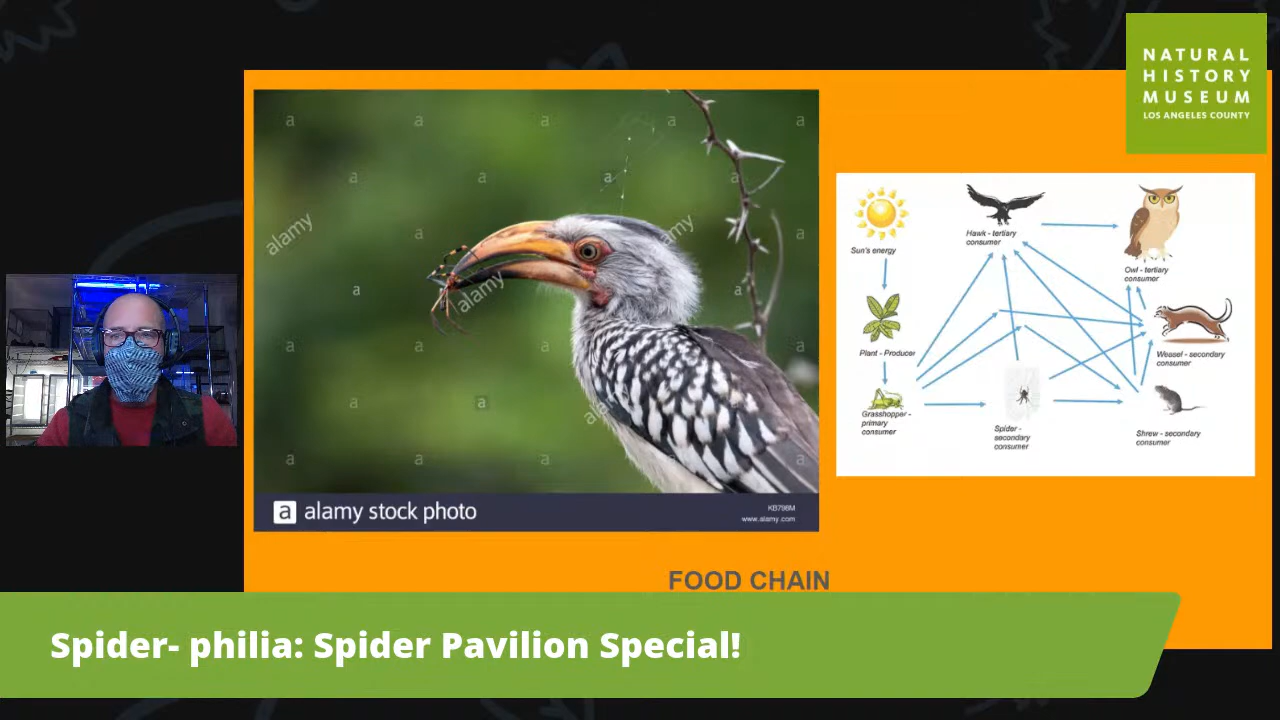 NATURAL
HISTORY
MUSEUM
LOS ANGELES COUNTY
alamy
alamy
alamy
a alamy stock photo
KB798M
www.alamy.com
Sun's energy
Hawk - tertiary
consumer
Owl - tertiary
consumer
Plant - Producer
Weasel - secondary
consumer
Grasshopper -
primary
consumer
Spider -
secondary
consumer
Shrew - secondary
consumer
FOOD CHAIN
Spider- philia: Spider Pavilion Special!